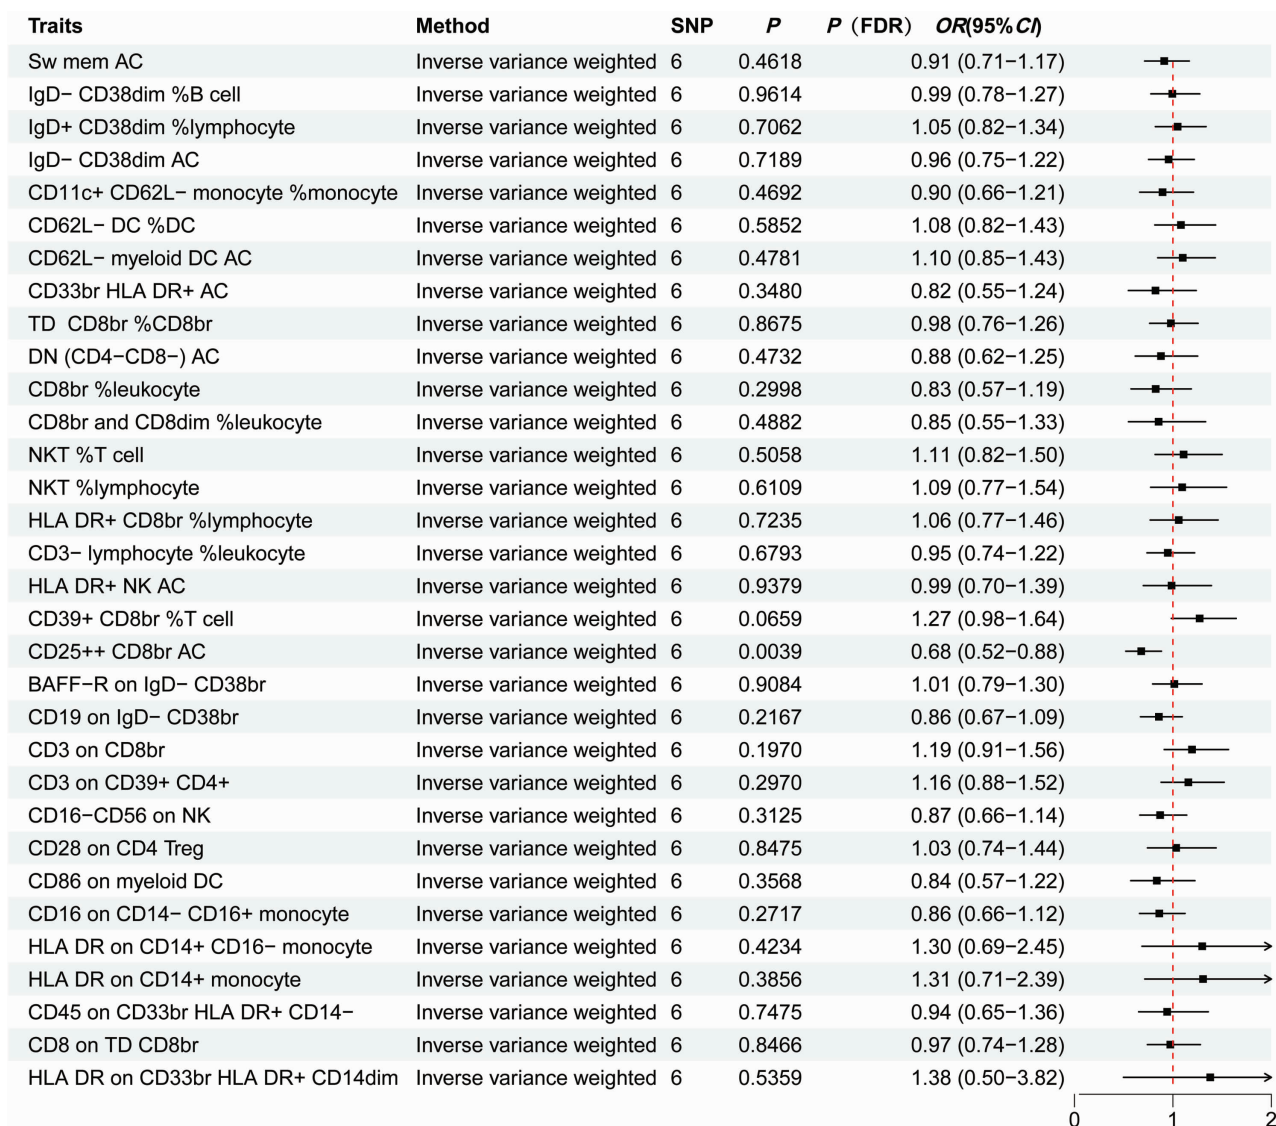 Traits Method SNP P P（FDR） OR(95%CI)
Sw mem AC Inverse variance weighted 6 0.4618 0.91 (0.71−1.17)
IgD− CD38dim %B cell Inverse variance weighted 6 0.9614 0.99 (0.78−1.27)
IgD+ CD38dim %lymphocyte Inverse variance weighted 6 0.7062 1.05 (0.82−1.34)
IgD− CD38dim AC Inverse variance weighted 6 0.7189 0.96 (0.75−1.22)
CD11c+ CD62L− monocyte %monocyte Inverse variance weighted 6 0.4692 0.90 (0.66−1.21)
CD62L− DC %DC Inverse variance weighted 6 0.5852 1.08 (0.82−1.43)
CD62L− myeloid DC AC Inverse variance weighted 6 0.4781 1.10 (0.85−1.43)
CD33br HLA DR+ AC Inverse variance weighted 6 0.3480 0.82 (0.55−1.24)
TD CD8br %CD8br Inverse variance weighted 6 0.8675 0.98 (0.76−1.26)
DN (CD4−CD8−) AC Inverse variance weighted 6 0.4732 0.88 (0.62−1.25)
CD8br %leukocyte Inverse variance weighted 6 0.2998 0.83 (0.57−1.19)
CD8br and CD8dim %leukocyte Inverse variance weighted 6 0.4882 0.85 (0.55−1.33)
NKT %T cell Inverse variance weighted 6 0.5058 1.11 (0.82−1.50)
NKT %lymphocyte Inverse variance weighted 6 0.6109 1.09 (0.77−1.54)
HLA DR+ CD8br %lymphocyte Inverse variance weighted 6 0.7235 1.06 (0.77−1.46)
CD3− lymphocyte %leukocyte Inverse variance weighted 6 0.6793 0.95 (0.74−1.22)
HLA DR+ NK AC Inverse variance weighted 6 0.9379 0.99 (0.70−1.39)
CD39+ CD8br %T cell Inverse variance weighted 6 0.0659 1.27 (0.98−1.64)
CD25++ CD8br AC Inverse variance weighted 6 0.0039 0.68 (0.52−0.88)
BAFF−R on IgD− CD38br Inverse variance weighted 6 0.9084 1.01 (0.79−1.30)
CD19 on IgD− CD38br Inverse variance weighted 6 0.2167 0.86 (0.67−1.09)
CD3 on CD8br Inverse variance weighted 6 0.1970 1.19 (0.91−1.56)
CD3 on CD39+ CD4+ Inverse variance weighted 6 0.2970 1.16 (0.88−1.52)
CD16−CD56 on NK Inverse variance weighted 6 0.3125 0.87 (0.66−1.14)
CD28 on CD4 Treg Inverse variance weighted 6 0.8475 1.03 (0.74−1.44)
CD86 on myeloid DC Inverse variance weighted 6 0.3568 0.84 (0.57−1.22)
CD16 on CD14− CD16+ monocyte Inverse variance weighted 6 0.2717 0.86 (0.66−1.12)
HLA DR on CD14+ CD16− monocyte Inverse variance weighted 6 0.4234 1.30 (0.69−2.45)
HLA DR on CD14+ monocyte Inverse variance weighted 6 0.3856 1.31 (0.71−2.39)
CD45 on CD33br HLA DR+ CD14− Inverse variance weighted 6 0.7475 0.94 (0.65−1.36)
CD8 on TD CD8br Inverse variance weighted 6 0.8466 0.97 (0.74−1.28)
HLA DR on CD33br HLA DR+ CD14dim Inverse variance weighted 6 0.5359 1.38 (0.50−3.82)
0 1 2